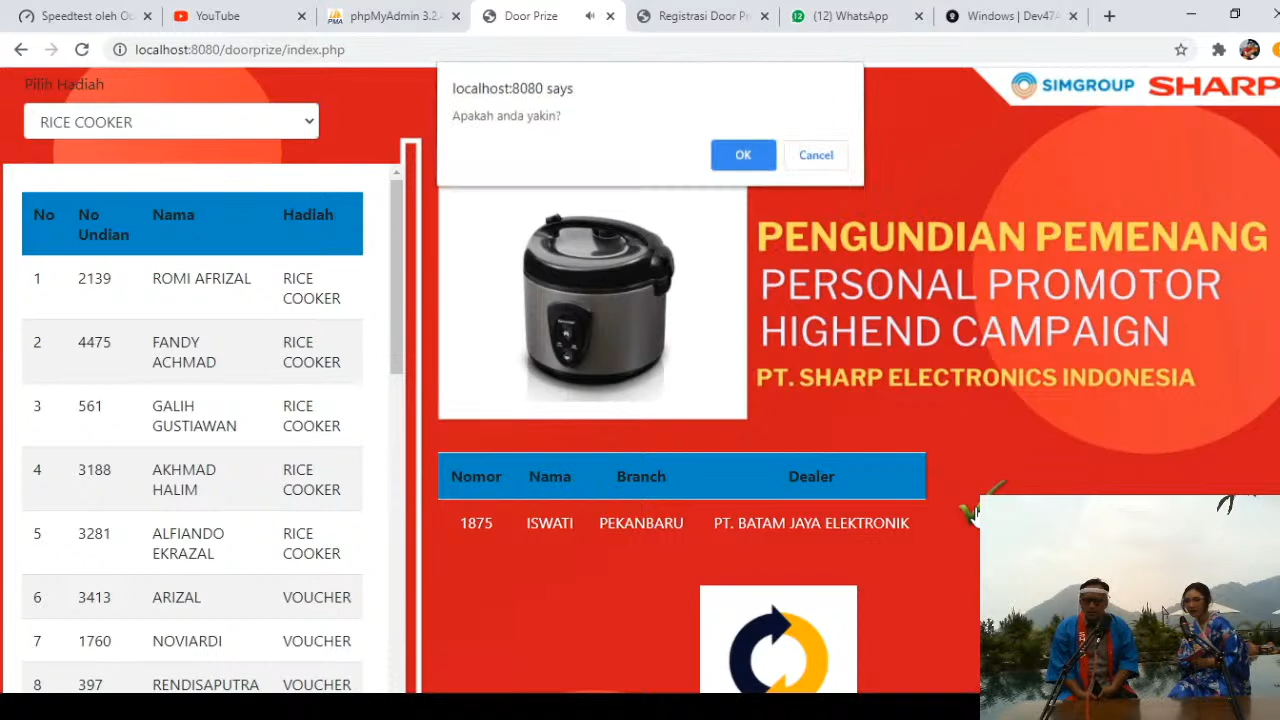 Speedtest oleh O
YouTube
phpMyAdmin 3.2.4
Door Prize
Registrasi Door P
(12) WhatsApp
Windows | Dev47A
localhost:8080/doorprize/index.php
Pilih Hadiah
RICE COOKER
localhost:8080 says
Apakah anda yakin?
OK Cancel
SIMGROUP SHARP
No No Undian Nama Hadiah
1 2139 ROMI AFRIZAL RICE COOKER
2 4475 FANDY ACHMAD RICE COOKER
3 561 GALIH GUSTIAWAN RICE COOKER
4 3188 AKHMAD HALIM RICE COOKER
5 3281 ALFIANDO EKRAZAL RICE COOKER
6 3413 ARIZAL VOUCHER
7 1760 NOVIARDI VOUCHER
8 397 RENDISAPUTRA VOUCHER
PENGUNDIAN PEMENANG
PERSONAL PROMOTOR
HIGHEND CAMPAIGN
PT. SHARP ELECTRONICS INDONESIA
Nomor Nama Branch Dealer
1875 ISWATI PEKANBARU PT. BATAM JAYA ELEKTRONIK